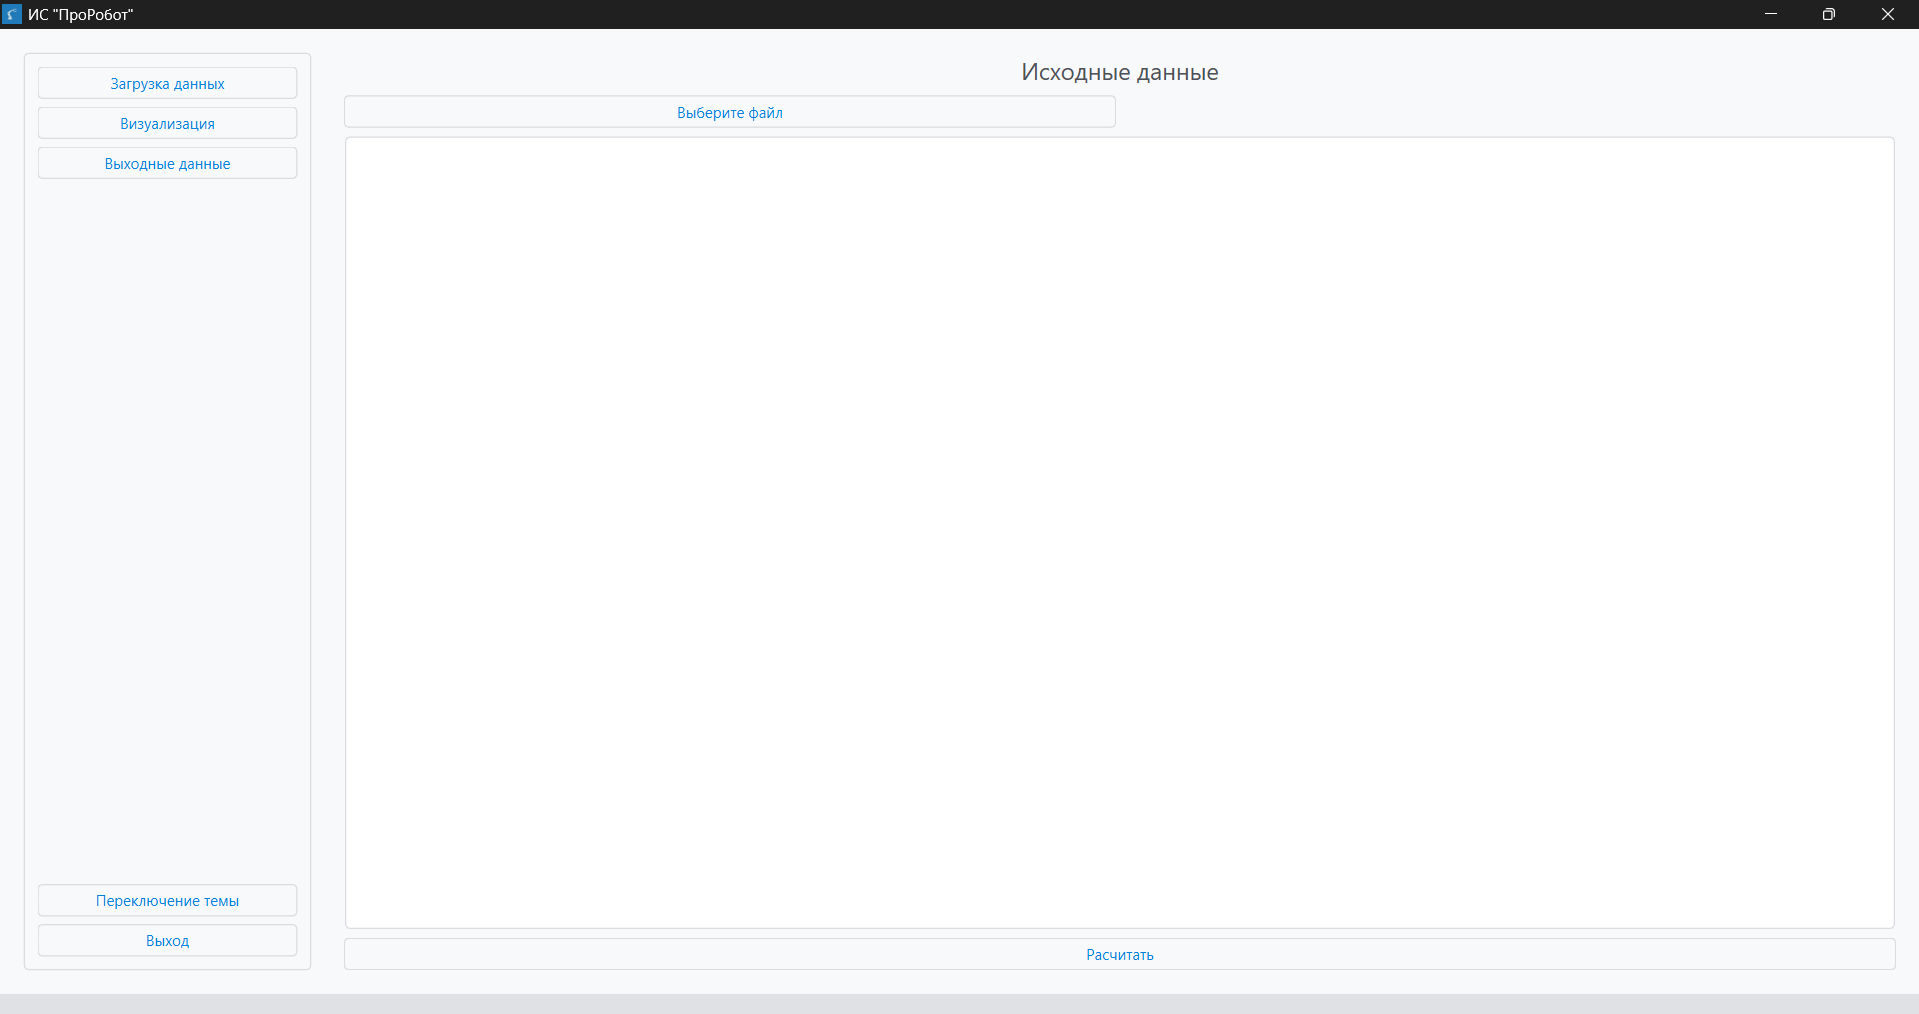 ИС "ПроРобот"
Загрузка данных
Визуализация
Выходные данные
Переключение темы
Выход
Исходные данные
Выберите файл
Расчитать